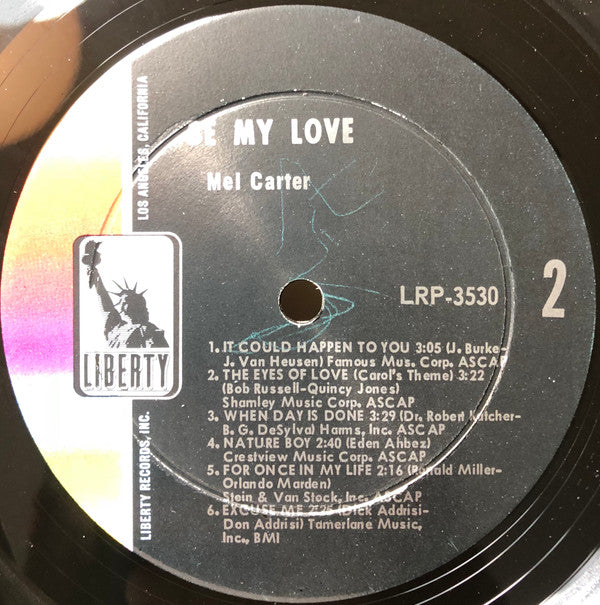 BE MY LOVE
Mel Carter
LRP-3530
2
1. IT COULD HAPPEN TO YOU 3:05 (J. Burke-
J. Van Heusen) Famous Mus. Corp. ASCAP
2. THE EYES OF LOVE (Carol's Theme) 3:22
(Bob Russell-Quincy Jones)
Shamley Music Corp. ASCAP
3. WHEN DAY IS DONE 3:29 (Dr. Robert Katcher-
B. G. DeSylva) Harms, Inc. ASCAP
4. NATURE BOY 2:40 (Eden Ahbez)
Crestview Music Corp. ASCAP
5. FOR ONCE IN MY LIFE 2:16 (Ronald Miller-
Orlando Marden)
Stein & Van Stock, Inc. ASCAP
6. EXCUSE ME 2:25 (Dick Addrisi-
Don Addrisi) Tamerlane Music,
Inc., BMI
LIBERTY
LIBERTY RECORDS, INC.
LOS ANGELES, CALIFORNIA